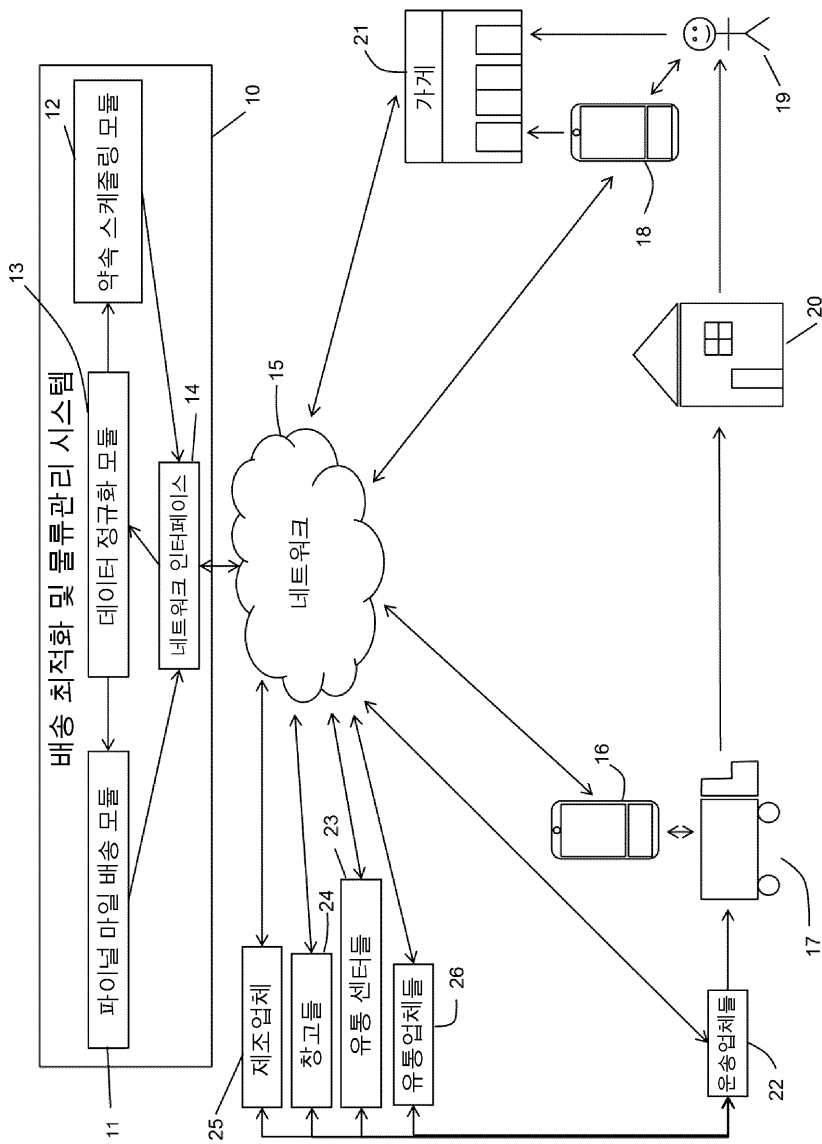 배송 최적화 및 물류관리 시스템
10
파이널 마일 배송 모듈
11
데이터 정규화 모듈
13
약속 스케줄링 모듈
12
네트워크 인터페이스
14
네트워크
15
제조업체
25
창고들
24
유통 센터들
23
유통업체들
26
운송업체들
22
16
17
20
18
19
가게
21